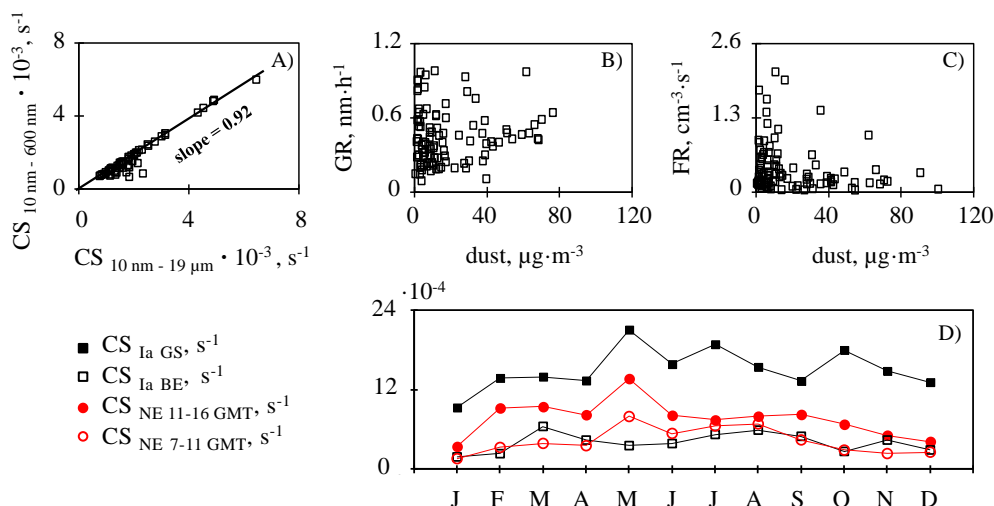 8
4
0
0
4
8
A)
slope = 0.92
CS 10 nm - 600 nm · 10-3, s-1
CS 10 nm - 19 µm · 10-3, s-1
1.2
0.6
0
0
40
80
120
B)
GR, nm·h-1
dust, µg·m-3
2.6
1.3
0
0
40
80
120
C)
FR, cm-3·s-1
dust, µg·m-3
CS Ia GS, s-1
CS Ia BE, s-1
CS NE 11-16 GMT, s-1
CS NE 7-11 GMT, s-1
·10-4
24
12
0
D)
J F M A M J J A S O N D